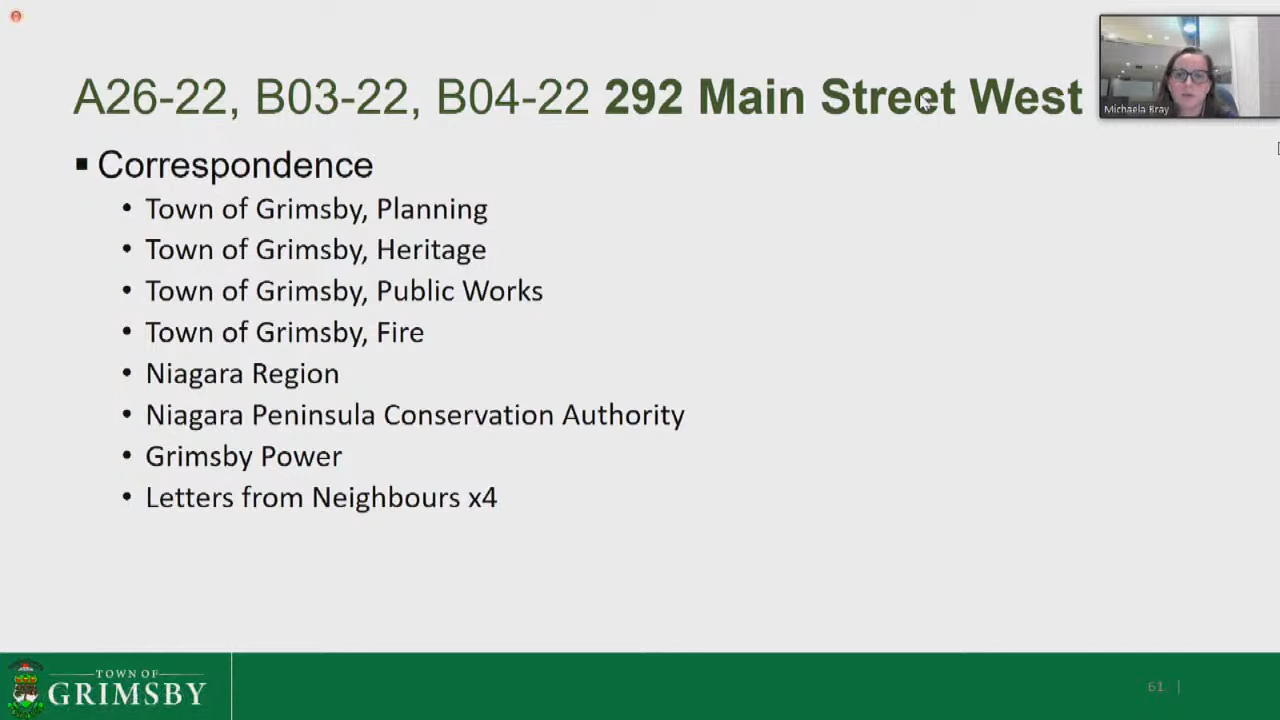 A26-22, B03-22, B04-22 292 Main Street West
Michaela Bray
▪ Correspondence
• Town of Grimsby, Planning
• Town of Grimsby, Heritage
• Town of Grimsby, Public Works
• Town of Grimsby, Fire
• Niagara Region
• Niagara Peninsula Conservation Authority
• Grimsby Power
• Letters from Neighbours x4
TOWN OF
GRIMSBY
61 |